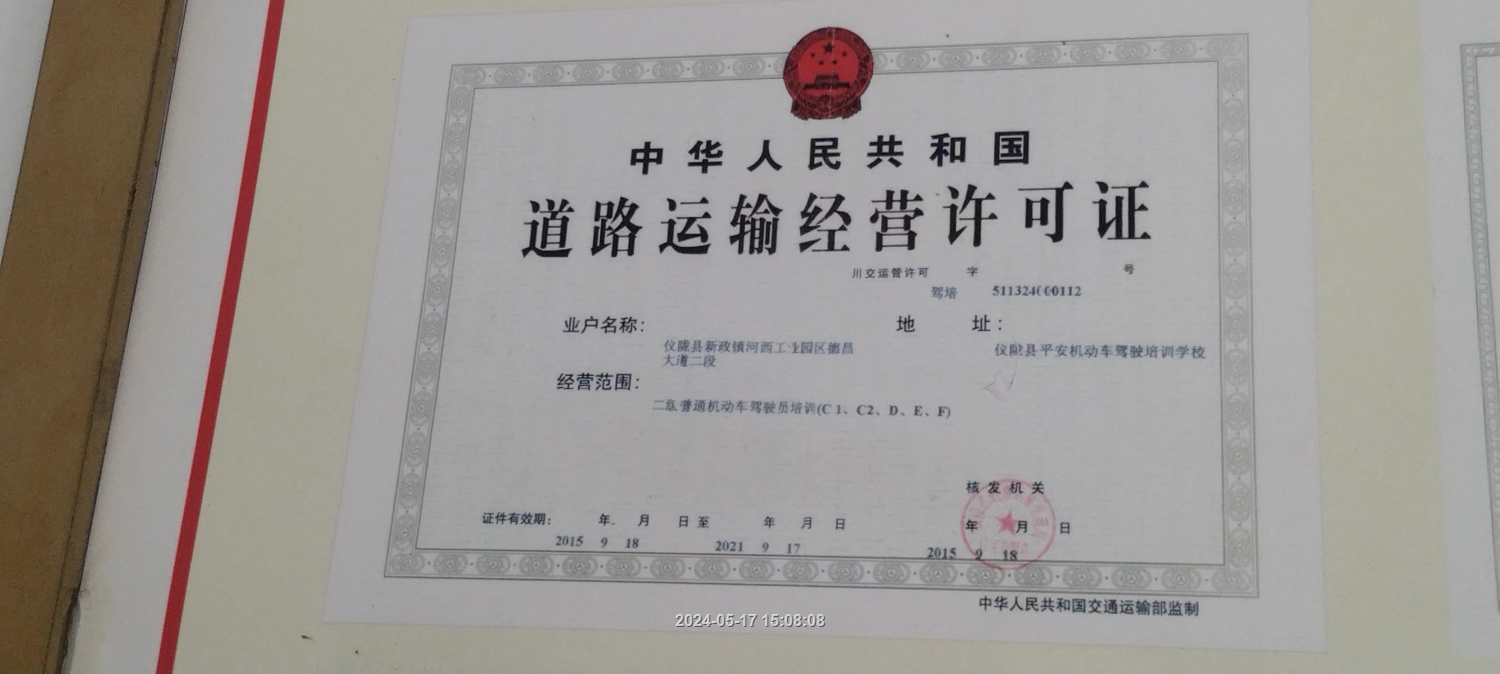 中华人民共和国
道路运输经营许可证
川交运管许可 字 号
驾培 511324000112
业户名称： 地 址：
仪陇县新政镇河西工业园区德昌 仪陇县平安机动车驾驶培训学校
大道二段
经营范围：
二级普通机动车驾驶员培训(C1、C2、D、E、F)
核发机关
证件有效期： 年 月 日至 年 月 日 年 月 日
2015 9 18 2021 9 17 2015 9 18
中华人民共和国交通运输部监制
2024-05-17 15:08:08